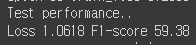 Test performance..
Loss 1.0618 F1-score 59.38